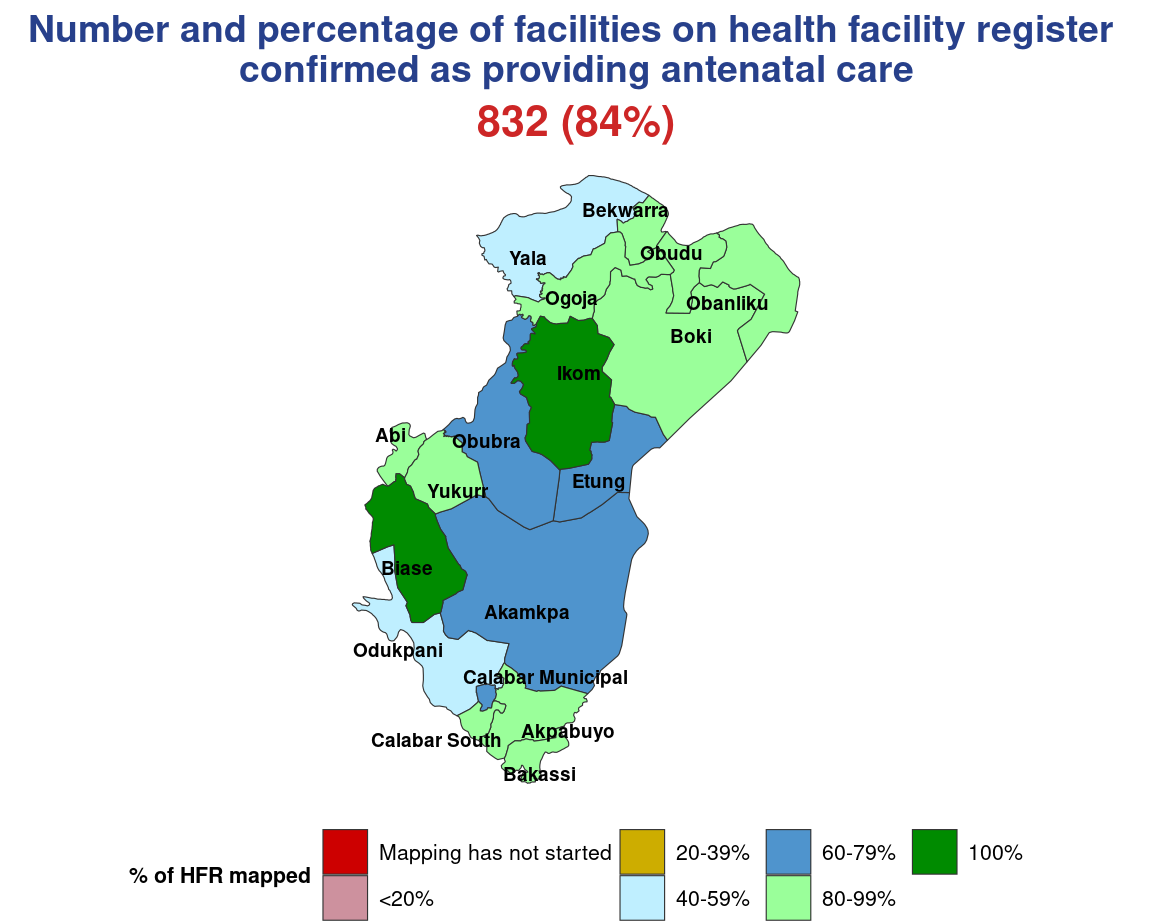 Number and percentage of facilities on health facility register
confirmed as providing antenatal care
832 (84%)
Bekwarra
Yala
Obudu
Ogoja
Obanliku
Boki
Ikom
Abi
Obubra
Etung
Yukurr
Biase
Akamkpa
Odukpani
Calabar Municipal
Akpabuyo
Calabar South
Bakassi
% of HFR mapped
Mapping has not started
<20%
20-39%
40-59%
60-79%
80-99%
100%